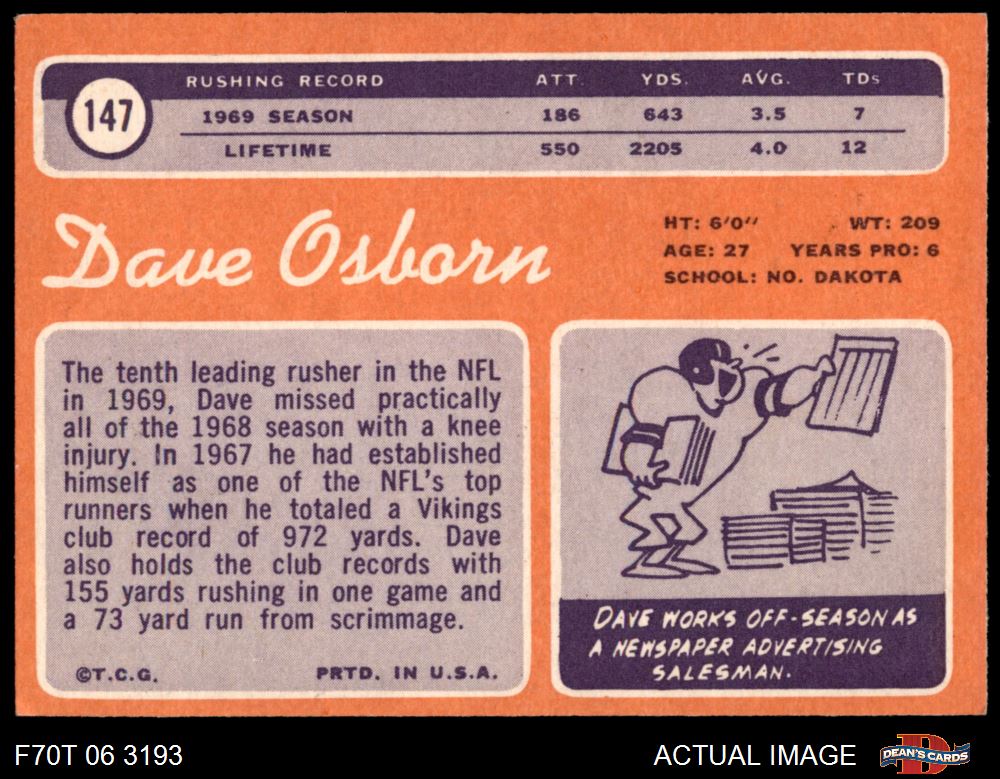 147
RUSHING RECORD ATT. YDS. AVG. TDs
1969 SEASON 186 643 3.5 7
LIFETIME 550 2205 4.0 12
Dave Osborn
HT: 6'0" WT: 209
AGE: 27 YEARS PRO: 6
SCHOOL: NO. DAKOTA
The tenth leading rusher in the NFL
in 1969, Dave missed practically
all of the 1968 season with a knee
injury. In 1967 he had established
himself as one of the NFL's top
runners when he totaled a Vikings
club record of 972 yards. Dave
also holds the club records with
155 yards rushing in one game and
a 73 yard run from scrimmage.
©T.C.G. PRTD. IN U.S.A.
DAVE WORKS OFF-SEASON AS
A NEWSPAPER ADVERTISING
SALESMAN.
F70T 06 3193
ACTUAL IMAGE
DEAN'S CARDS